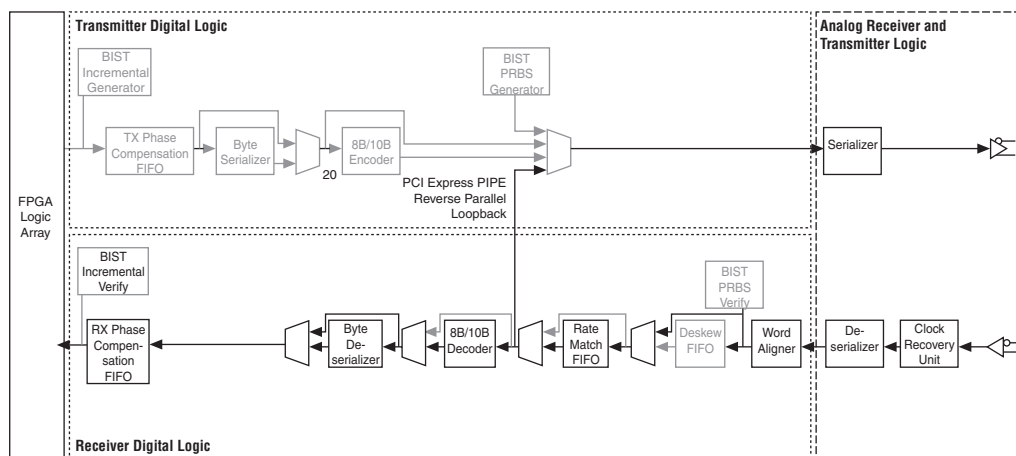 Transmitter Digital Logic
Analog Receiver and
Transmitter Logic
BIST
Incremental
Generator
BIST
PRBS
Generator
TX Phase
Compensation
FIFO
Byte
Serializer
20
8B/10B
Encoder
Serializer
PCI Express PIPE
Reverse Parallel
Loopback
FPGA
Logic
Array
BIST
Incremental
Verify
BIST
PRBS
Verify
RX Phase
Compen-
sation
FIFO
Byte
De-
serializer
8B/10B
Decoder
Rate
Match
FIFO
Deskew
FIFO
Word
Aligner
De-
serializer
Clock
Recovery
Unit
Receiver Digital Logic